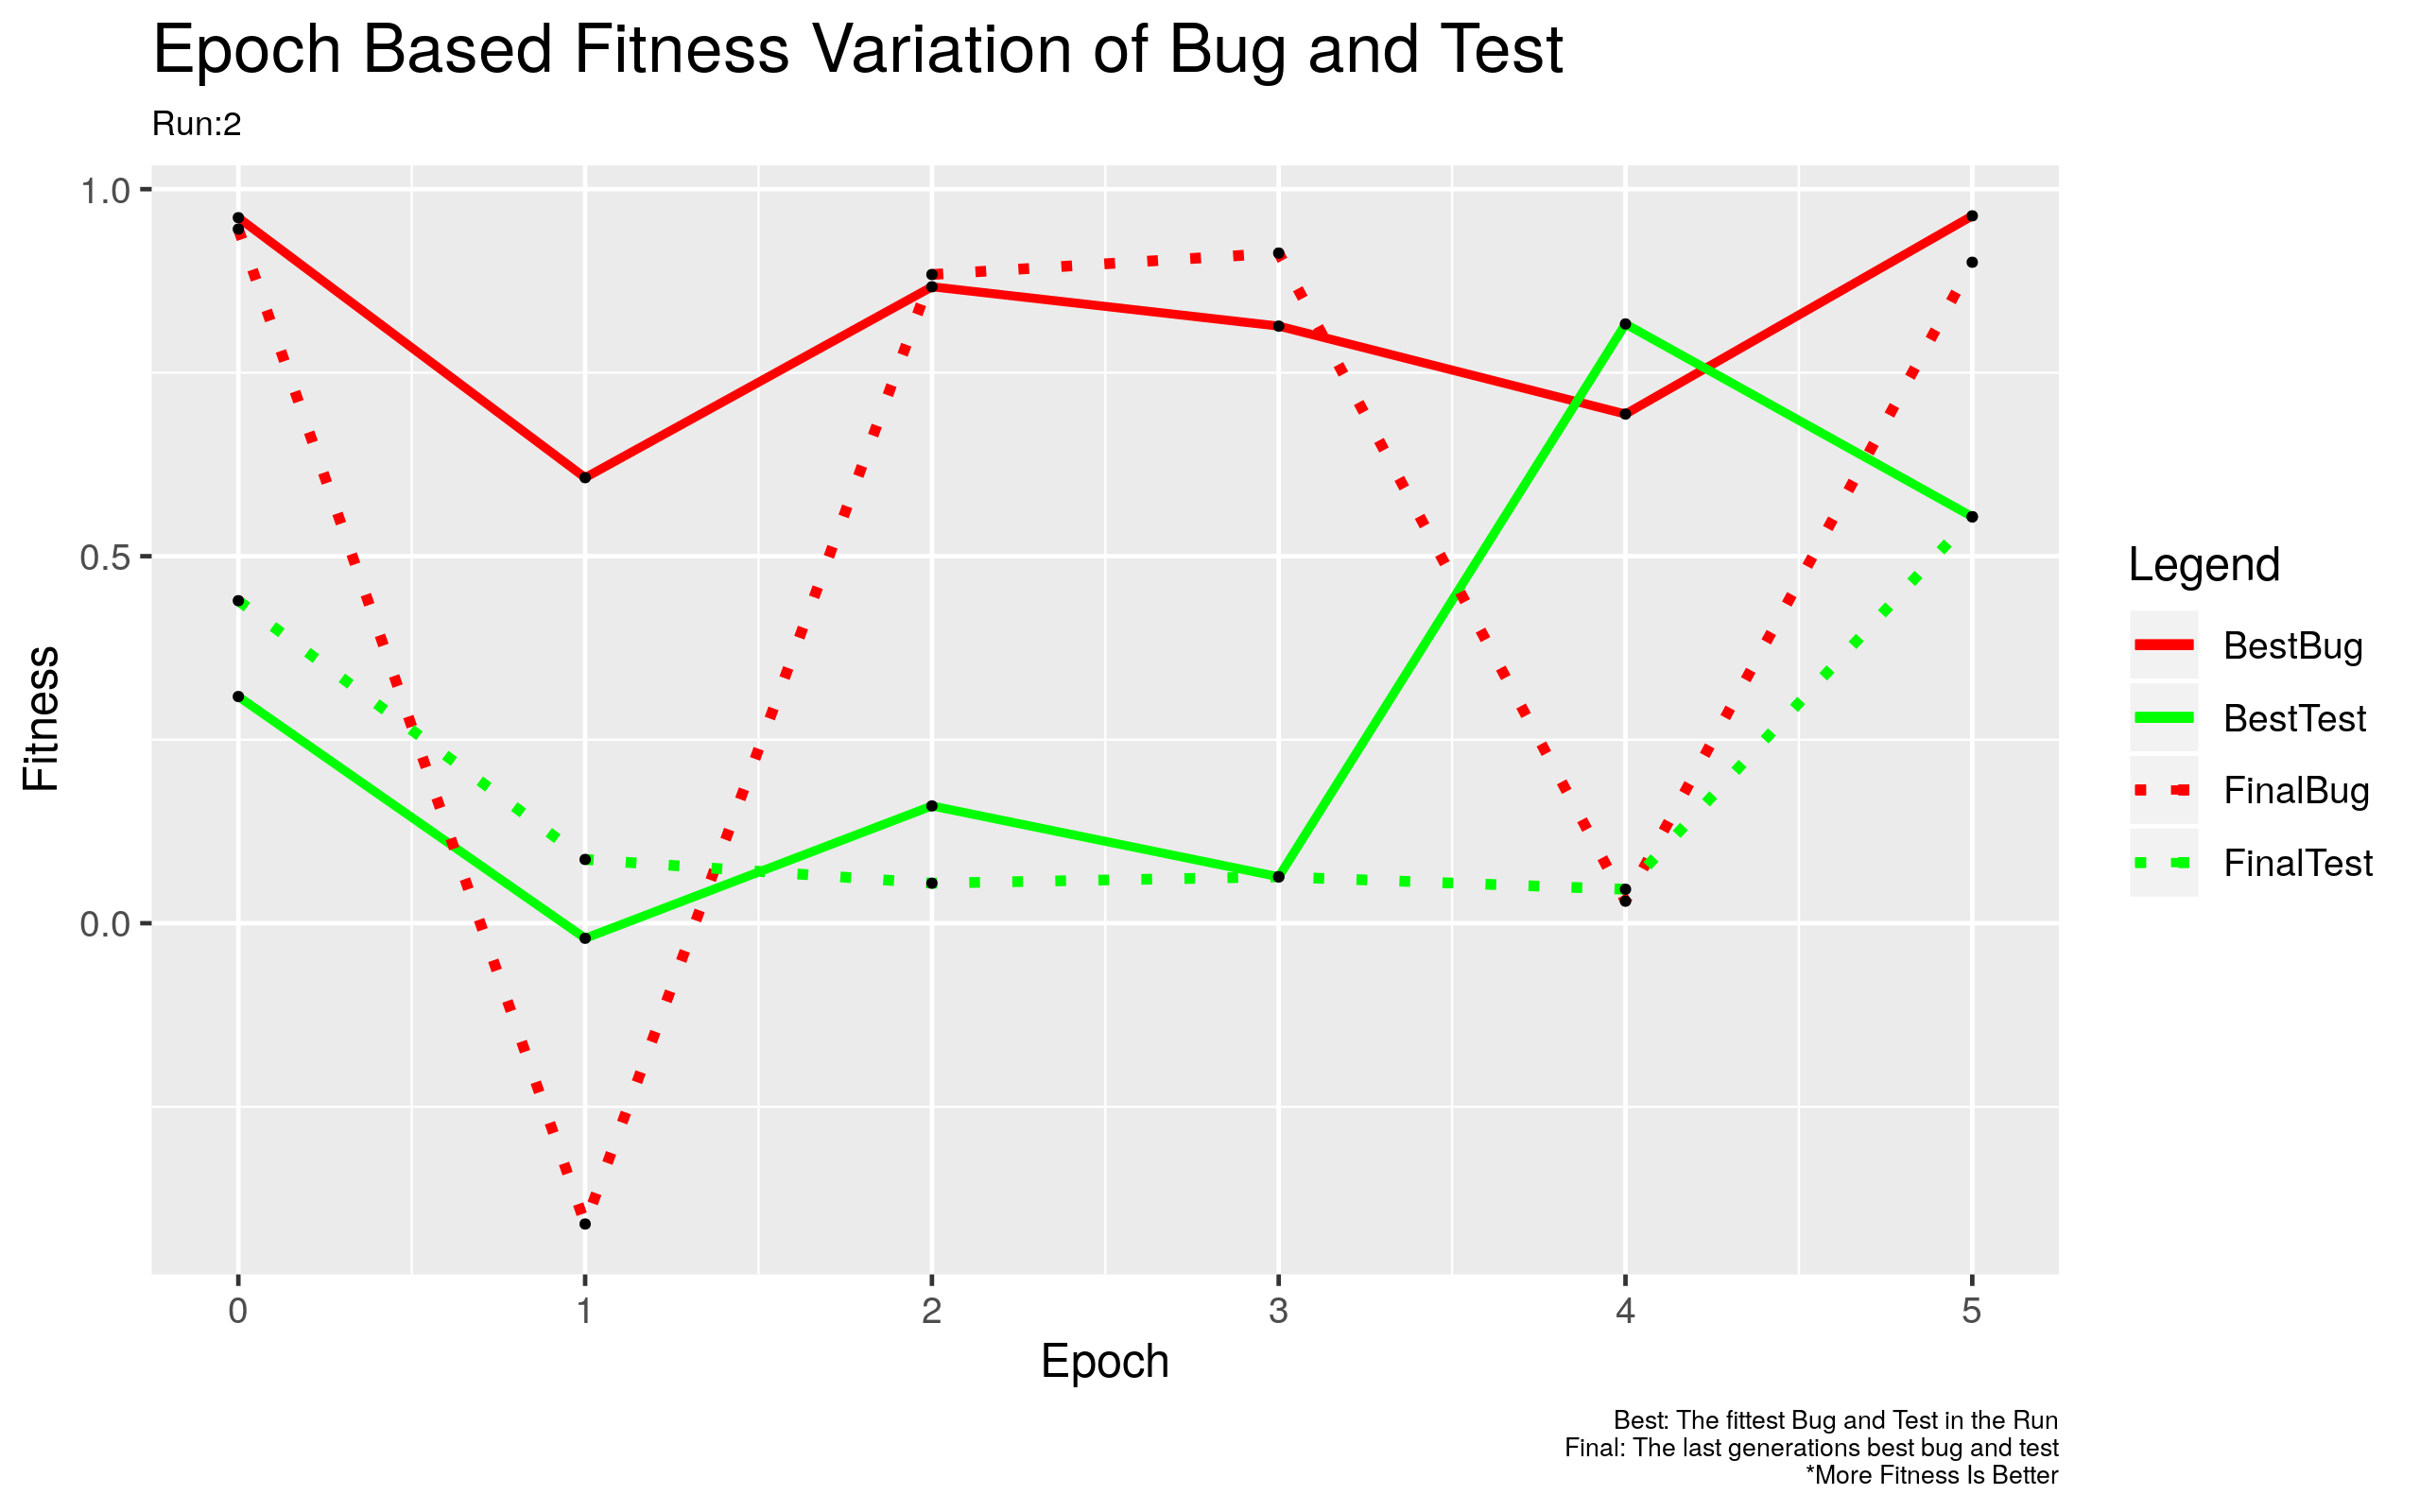 Epoch Based Fitness Variation of Bug and Test
Run:2
1.0
0.5
0.0
Fitness
0 1 2 3 4 5
Epoch
Legend
BestBug
BestTest
FinalBug
FinalTest
Best: The fittest Bug and Test in the Run
Final: The last generations best bug and test
*More Fitness Is Better